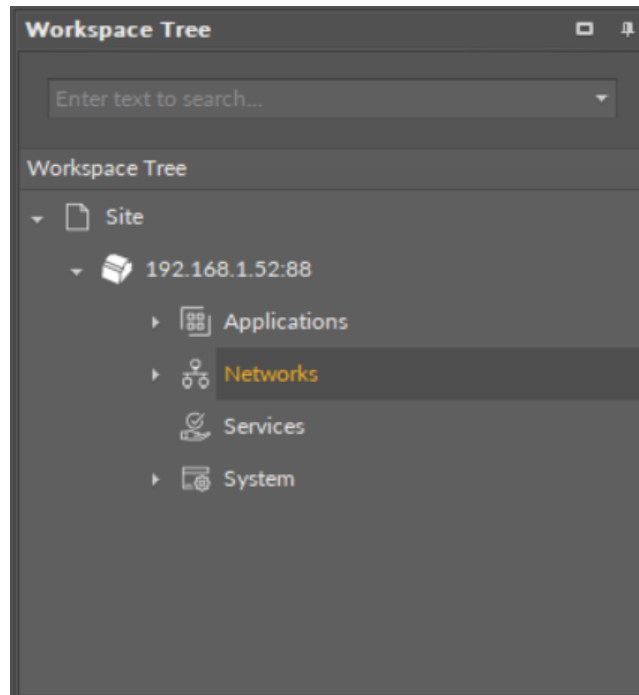 Workspace Tree
Enter text to search...
Workspace Tree
Site
192.168.1.52:88
Applications
Networks
Services
System